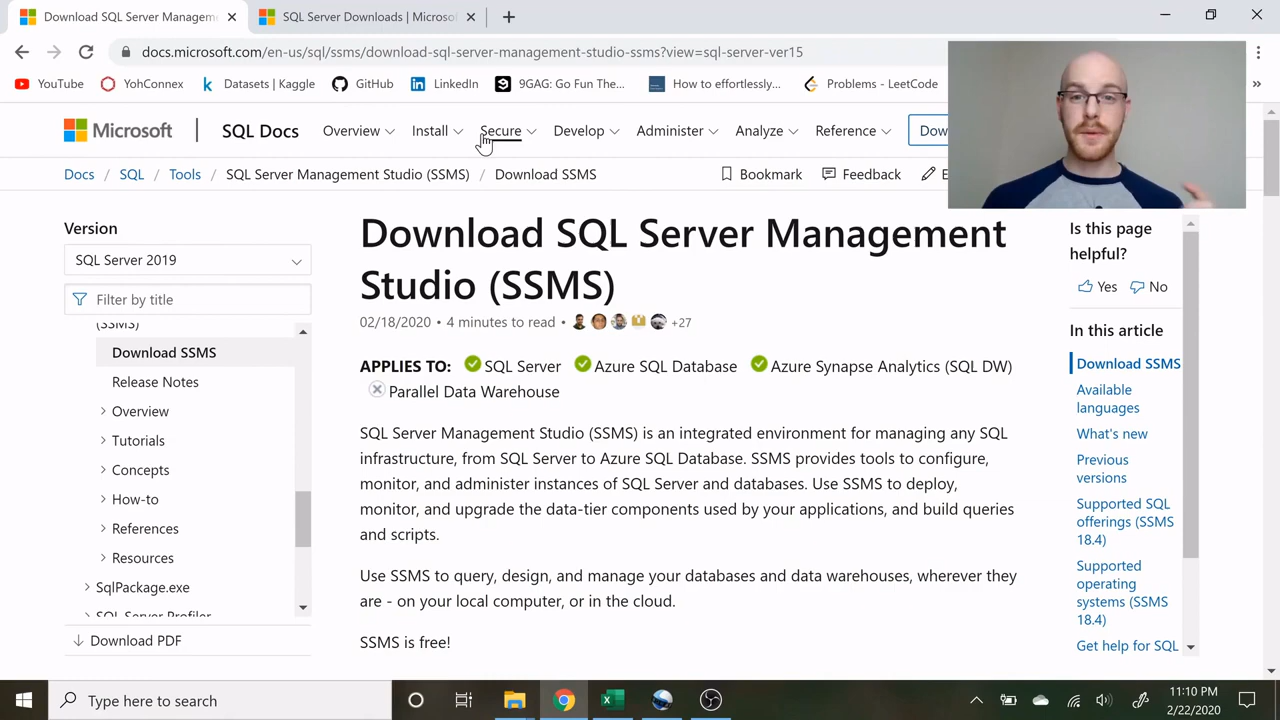 Download SQL Server Managem
SQL Server Downloads | Microso
docs.microsoft.com/en-us/sql/ssms/download-sql-server-management-studio-ssms?view=sql-server-ver15
YouTube
YohConnex
Datasets | Kaggle
GitHub
LinkedIn
9GAG: Go Fun The...
How to effortlessly...
Problems - LeetCode
Microsoft
SQL Docs
Overview
Install
Secure
Develop
Administer
Analyze
Reference
Dow
Docs / SQL / Tools / SQL Server Management Studio (SSMS) / Download SSMS
Bookmark
Feedback
E
Version
SQL Server 2019
Filter by title
(SSMS)
Download SSMS
Release Notes
Overview
Tutorials
Concepts
How-to
References
Resources
SqlPackage.exe
SQL Server Profiler
Download PDF
Download SQL Server Management
Studio (SSMS)
02/18/2020 • 4 minutes to read • +27
APPLIES TO: SQL Server Azure SQL Database Azure Synapse Analytics (SQL DW)
Parallel Data Warehouse
SQL Server Management Studio (SSMS) is an integrated environment for managing any SQL
infrastructure, from SQL Server to Azure SQL Database. SSMS provides tools to configure,
monitor, and administer instances of SQL Server and databases. Use SSMS to deploy,
monitor, and upgrade the data-tier components used by your applications, and build queries
and scripts.
Use SSMS to query, design, and manage your databases and data warehouses, wherever they
are - on your local computer, or in the cloud.
SSMS is free!
Is this page
helpful?
Yes
No
In this article
Download SSMS
Available
languages
What's new
Previous
versions
Supported SQL
offerings (SSMS
18.4)
Supported
operating
systems (SSMS
18.4)
Get help for SQL
Type here to search
11:10 PM
2/22/2020